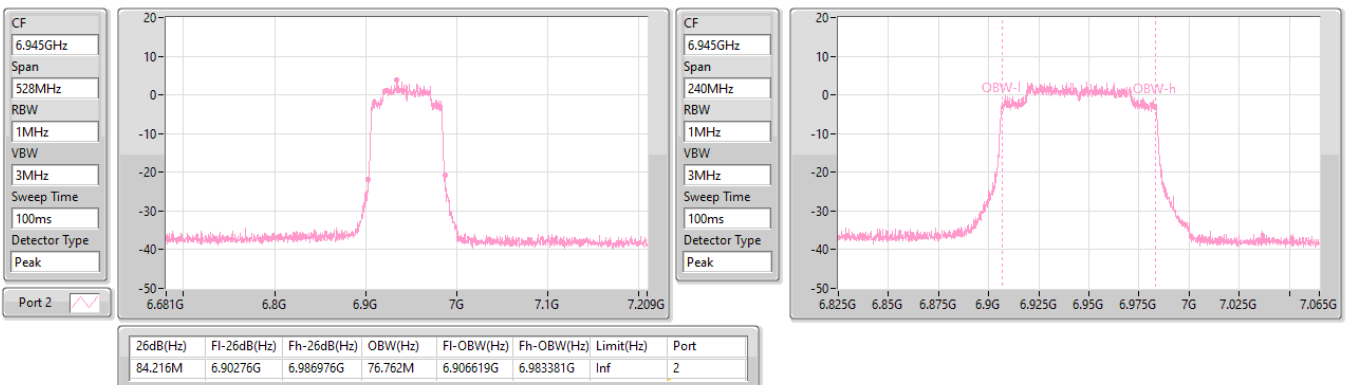 CF
6.945GHz
Span
528MHz
RBW
1MHz
VBW
3MHz
Sweep Time
100ms
Detector Type
Peak
Port 2
20
10
0
-10
-20
-30
-40
-50
6.681G 6.8G 6.9G 7G 7.1G 7.209G
CF
6.945GHz
Span
240MHz
RBW
1MHz
VBW
3MHz
Sweep Time
100ms
Detector Type
Peak
20
10
0
-10
-20
-30
-40
-50
OBW-l OBW-h
6.825G 6.85G 6.875G 6.9G 6.925G 6.95G 6.975G 7G 7.025G 7.065G
26dB(Hz) Fl-26dB(Hz) Fh-26dB(Hz) OBW(Hz) Fl-OBW(Hz) Fh-OBW(Hz) Limit(Hz) Port
84.216M 6.90276G 6.986976G 76.762M 6.906619G 6.983381G Inf 2